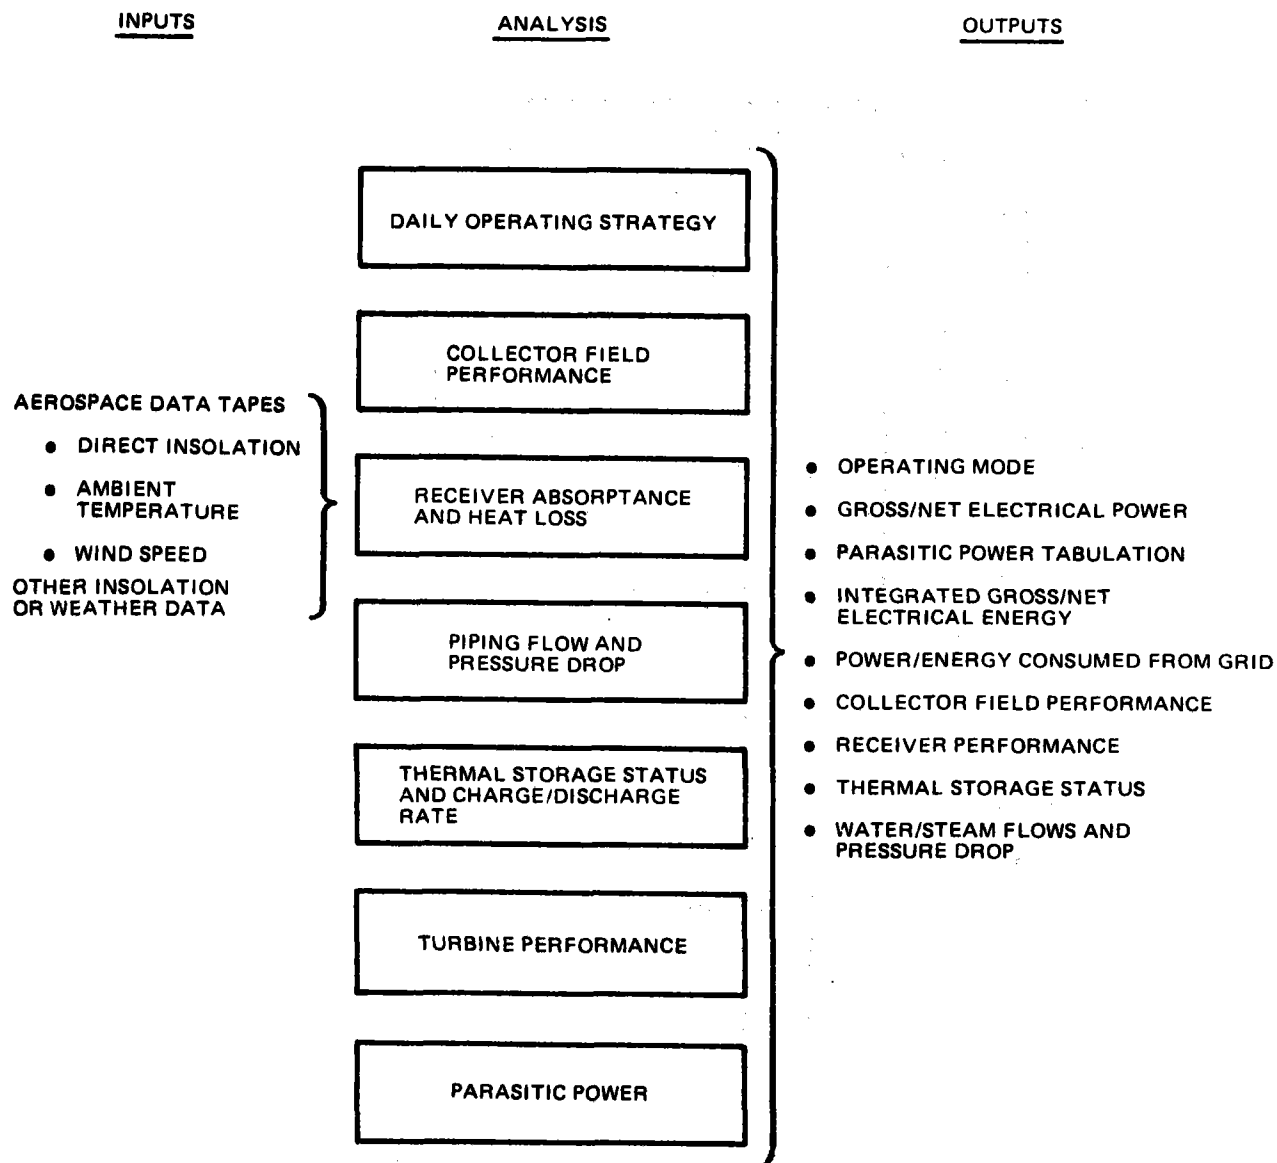 INPUTS
ANALYSIS
OUTPUTS
AEROSPACE DATA TAPES
• DIRECT INSOLATION
• AMBIENT
TEMPERATURE
• WIND SPEED
OTHER INSOLATION
OR WEATHER DATA
DAILY OPERATING STRATEGY
COLLECTOR FIELD
PERFORMANCE
RECEIVER ABSORPTANCE
AND HEAT LOSS
PIPING FLOW AND
PRESSURE DROP
THERMAL STORAGE STATUS
AND CHARGE/DISCHARGE
RATE
TURBINE PERFORMANCE
PARASITIC POWER
• OPERATING MODE
• GROSS/NET ELECTRICAL POWER
• PARASITIC POWER TABULATION
• INTEGRATED GROSS/NET
ELECTRICAL ENERGY
• POWER/ENERGY CONSUMED FROM GRID
• COLLECTOR FIELD PERFORMANCE
• RECEIVER PERFORMANCE
• THERMAL STORAGE STATUS
• WATER/STEAM FLOWS AND
PRESSURE DROP